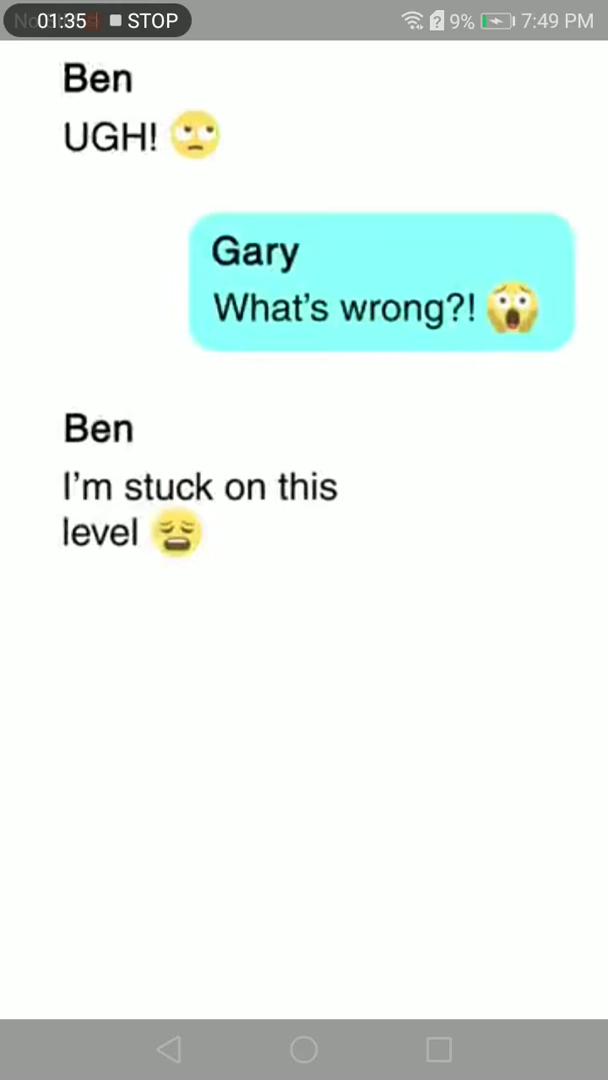 01:35 STOP 9% 7:49 PM
Ben
UGH! 🙄
Gary
What's wrong?! 😱
Ben
I'm stuck on this
level 😩